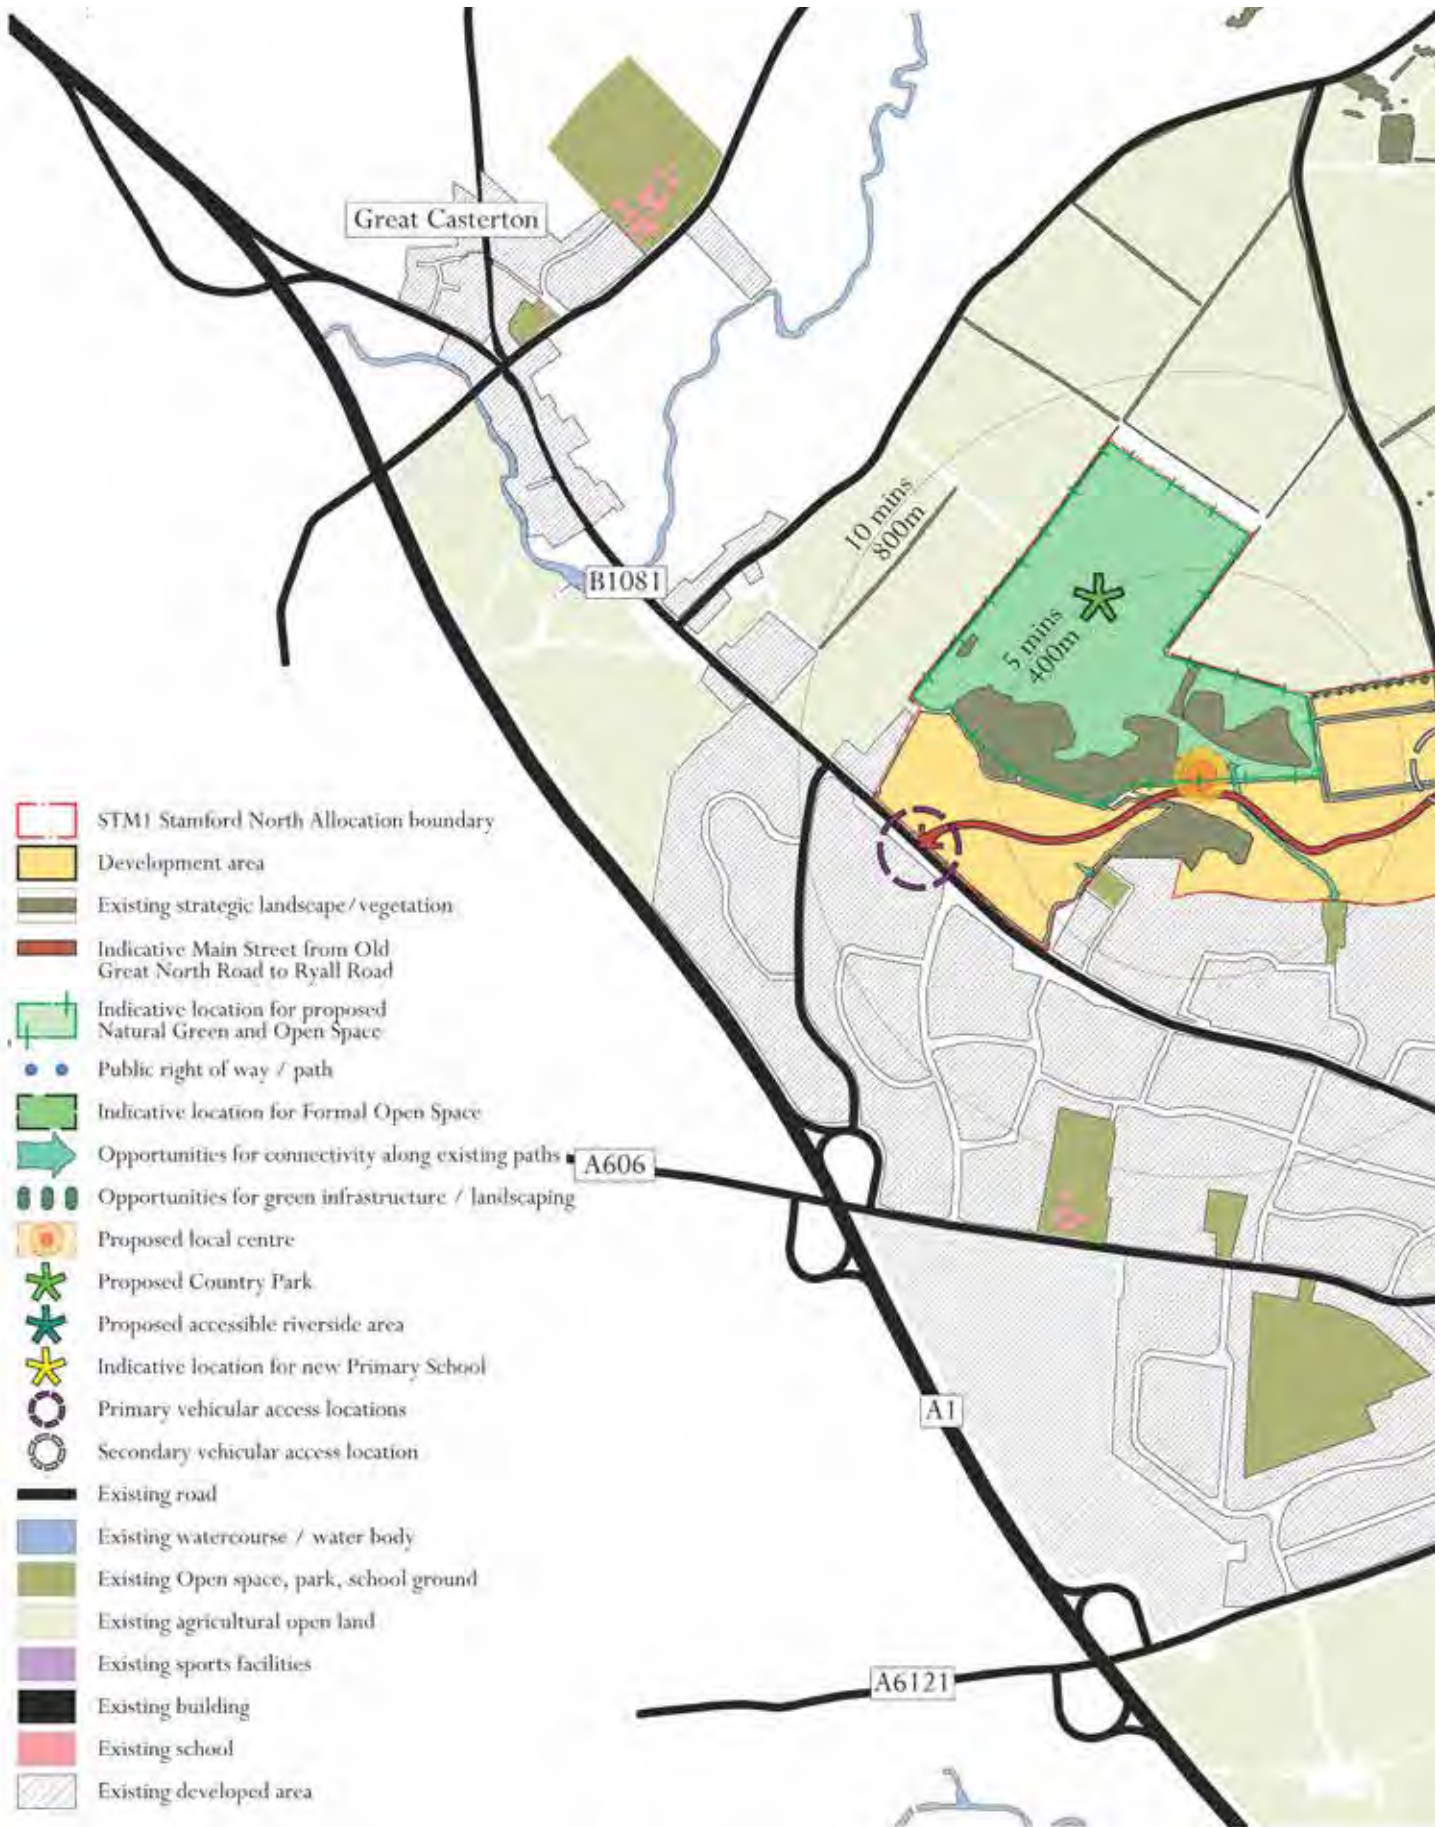 Great Casterton
10 mins
800m
B1081
5 mins
400m
STM1 Stamford North Allocation boundary
Development area
Existing strategic landscape/vegetation
Indicative Main Street from Old
Great North Road to Ryall Road
Indicative location for proposed
Natural Green and Open Space
Public right of way / path
Indicative location for Formal Open Space
Opportunities for connectivity along existing paths
A606
Opportunities for green infrastructure / landscaping
Proposed local centre
Proposed Country Park
Proposed accessible riverside area
Indicative location for new Primary School
Primary vehicular access locations
A1
Secondary vehicular access location
Existing road
Existing watercourse / water body
Existing Open space, park, school ground
Existing agricultural open land
Existing sports facilities
A6121
Existing building
Existing school
Existing developed area